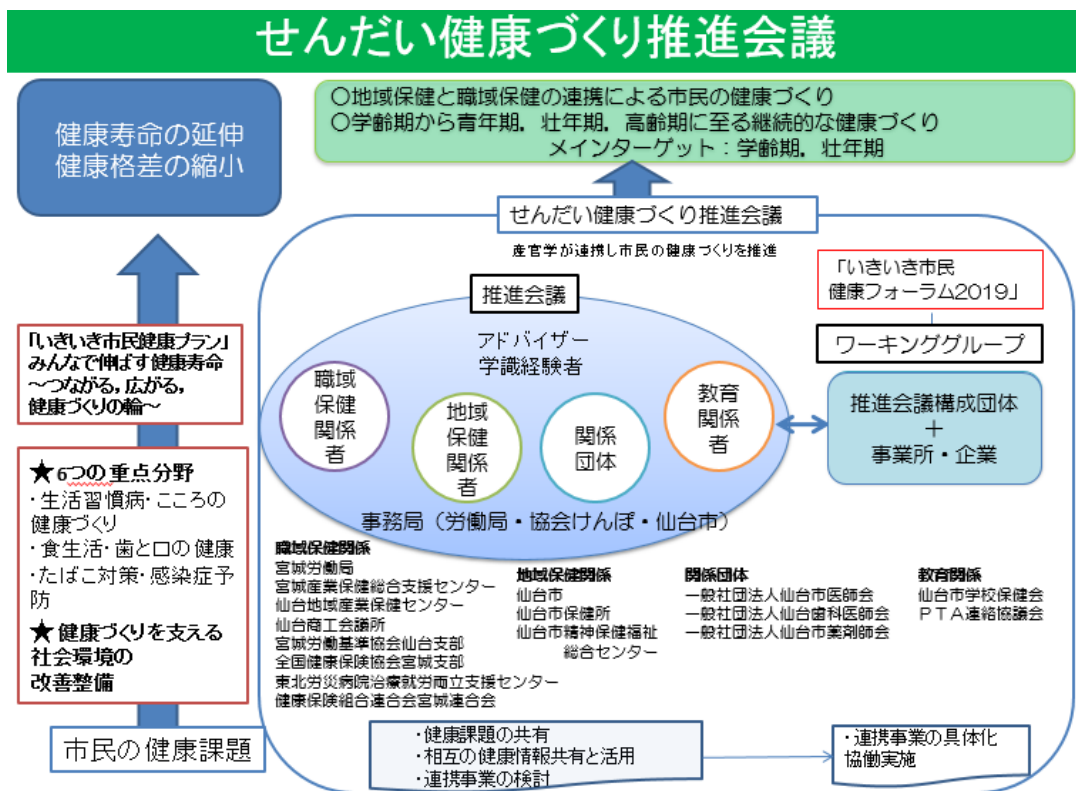 せんだい健康づくり推進会議
健康寿命の延伸
健康格差の縮小
○地域保健と職域保健の連携による市民の健康づくり
○学齢期から青年期，壮年期，高齢期に至る継続的な健康づくり
メインターゲット：学齢期，壮年期
せんだい健康づくり推進会議
産官学が連携し市民の健康づくりを推進
「いきいき市民
健康フォーラム2019」
ワーキンググループ
推進会議構成団体
＋
事業所・企業
推進会議
アドバイザー
学識経験者
職域
保健
関係
者
地域
保健
関係
者
関係
団体
教育
関係
者
事務局（労働局・協会けんぽ・仙台市）
「いきいき市民健康プラン」
みんなで伸ばす健康寿命
～つながる，広がる，
健康づくりの輪～
★6つの重点分野
・生活習慣病・こころの
健康づくり
・食生活・歯と口の健康
・たばこ対策・感染症予
防
★健康づくりを支える
社会環境の
改善整備
市民の健康課題
職域保健関係
宮城労働局
宮城産業保健総合支援センター
仙台地域産業保健センター
仙台商工会議所
宮城労働基準協会仙台支部
全国健康保険協会宮城支部
東北労災病院治療就労両立支援センター
健康保険組合連合会宮城連合会
地域保健関係
仙台市
仙台市保健所
仙台市精神保健福祉
総合センター
関係団体
一般社団法人仙台市医師会
一般社団法人仙台歯科医師会
一般社団法人仙台市薬剤師会
教育関係
仙台市学校保健会
ＰＴＡ連絡協議会
・健康課題の共有
・相互の健康情報共有と活用
・連携事業の検討
・連携事業の具体化
協働実施